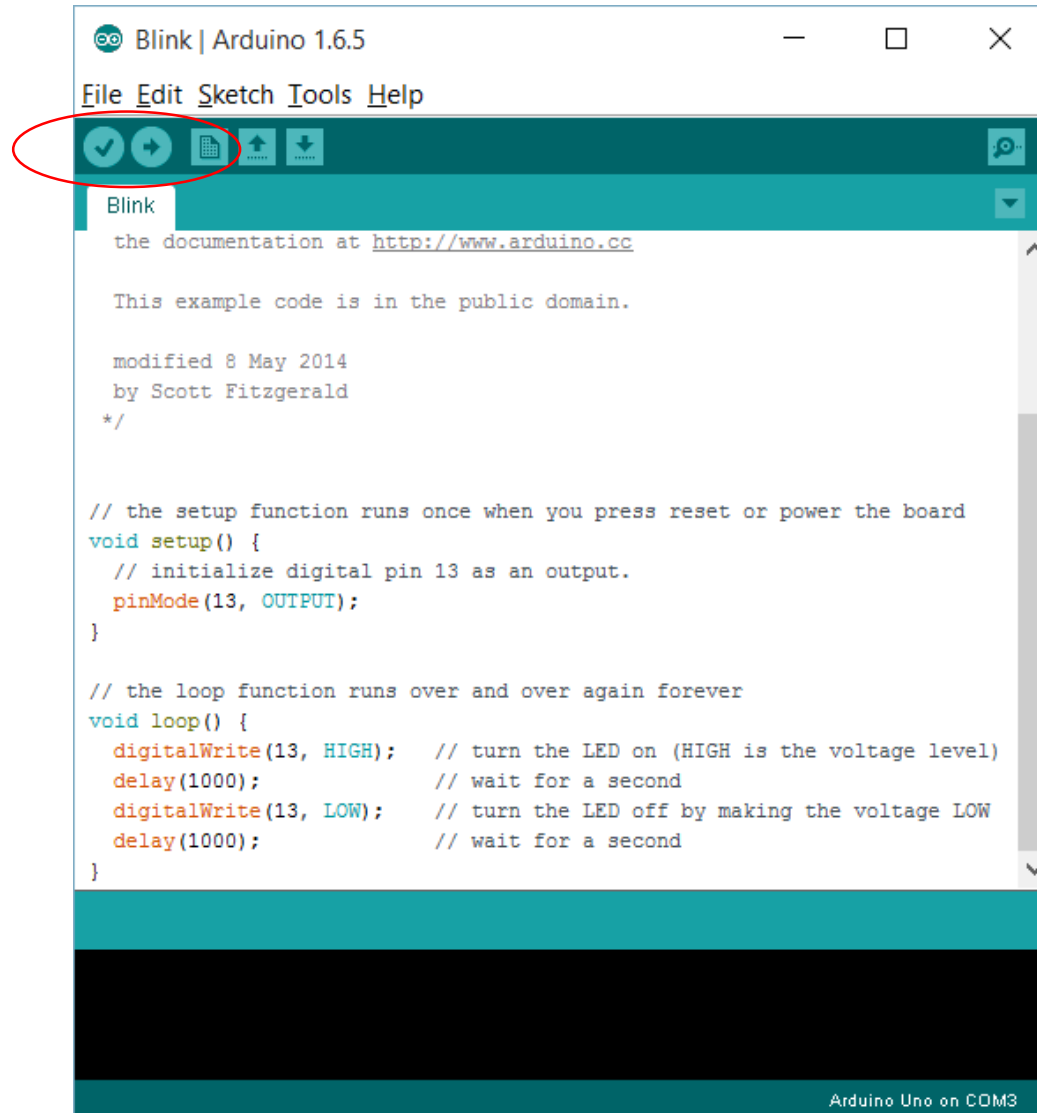 Blink | Arduino 1.6.5
File Edit Sketch Tools Help
Blink
the documentation at http://www.arduino.cc
This example code is in the public domain.
modified 8 May 2014
by Scott Fitzgerald
*/
// the setup function runs once when you press reset or power the board
void setup() {
// initialize digital pin 13 as an output.
pinMode(13, OUTPUT);
}
// the loop function runs over and over again forever
void loop() {
digitalWrite(13, HIGH);   // turn the LED on (HIGH is the voltage level)
delay(1000);              // wait for a second
digitalWrite(13, LOW);    // turn the LED off by making the voltage LOW
delay(1000);              // wait for a second
}
Arduino Uno on COM3